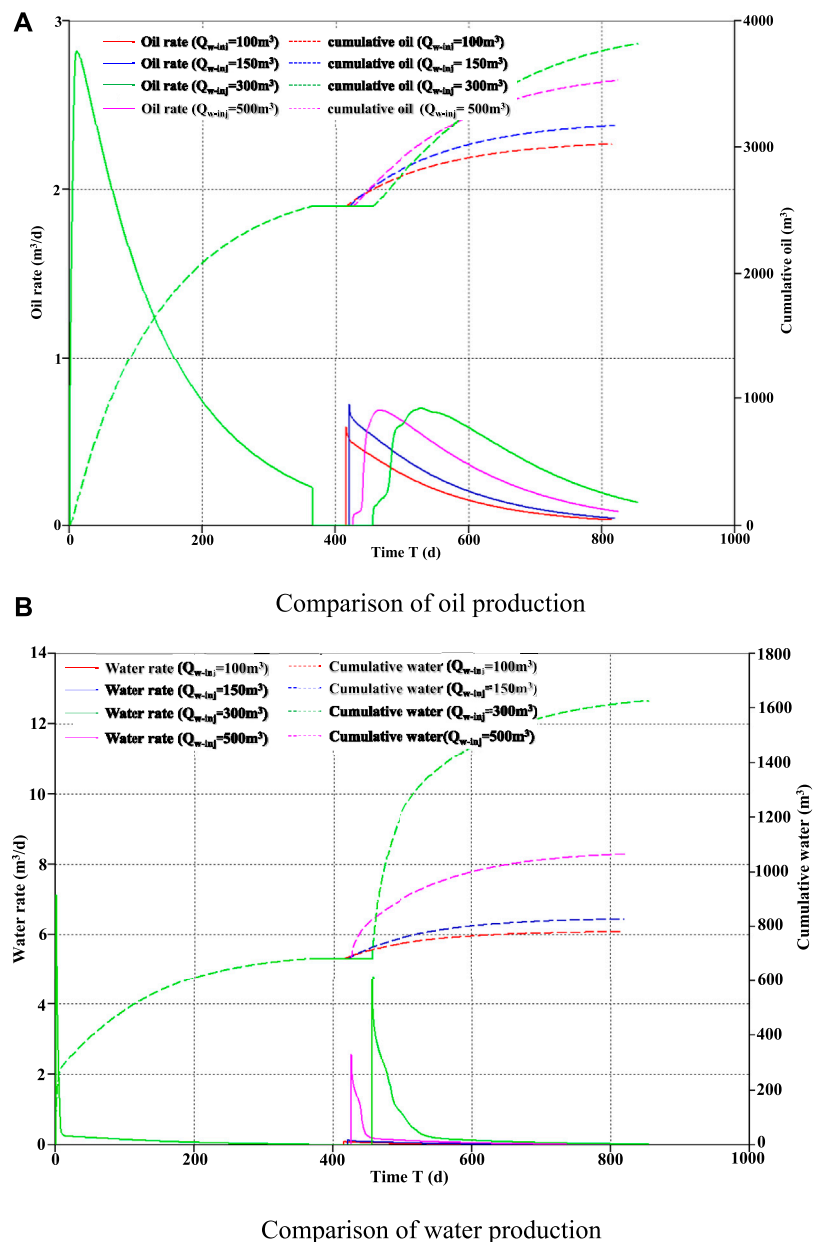 A
3
4000
Oil rate (Qw-inj=100m³) cumulative oil (Qw-inj=100m³)
Oil rate (Qw-inj=150m³) cumulative oil (Qw-inj= 150m³)
Oil rate (Qw-inj=300m³) cumulative oil (Qw-inj= 300m³)
Oil rate (Qw-inj=500m³) cumulative oil (Qw-inj= 500m³)
3000
2
Oil rate (m³/d)
Cumulative oil (m³)
2000
1
1000
0
0
0 200 400 600 800 1000
Time T (d)
Comparison of oil production
B
14
1800
Water rate (Qw-inj=100m³) Cumulative water (Qw-inj=100m³)
Water rate (Qw-inj=150m³) Cumulative water (Qw-inj=150m³)
Water rate (Qw-inj=300m³) Cumulative water (Qw-inj=300m³)
Water rate (Qw-inj=500m³) Cumulative water(Qw-inj=500m³)
12
1600
1400
10
1200
Water rate (m³/d)
Cumulative water (m³)
8
1000
6
800
600
4
400
2
200
0
0
0 200 400 600 800 1000
Time T (d)
Comparison of water production